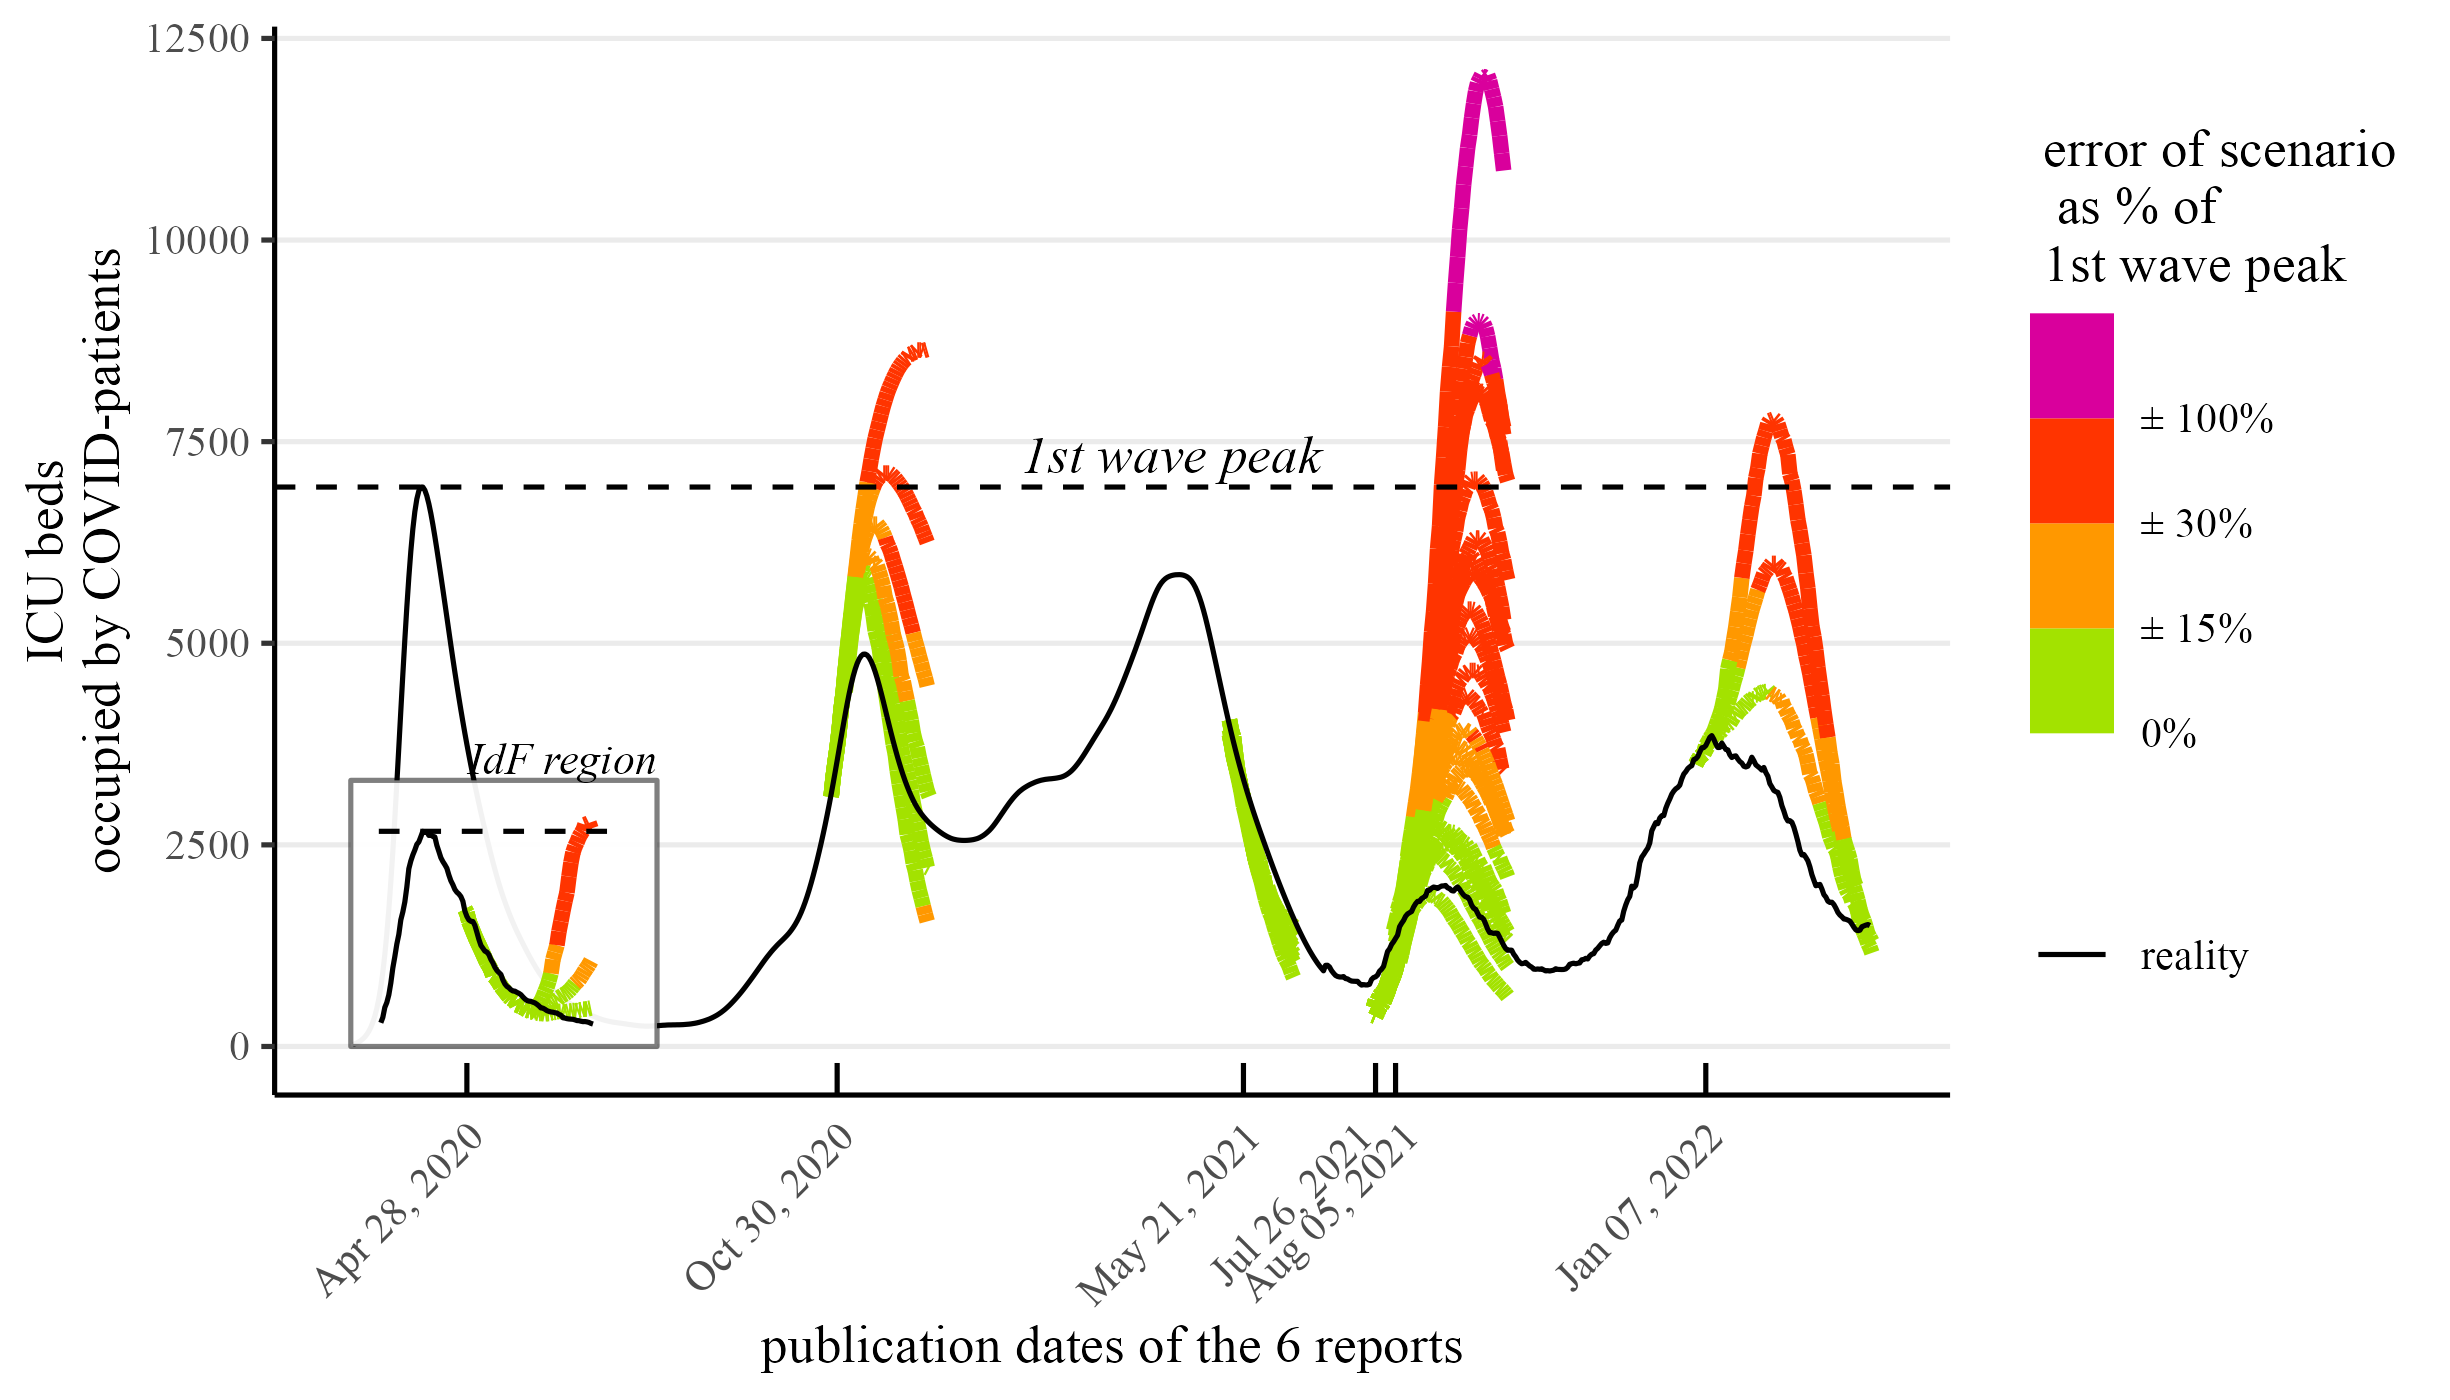 12500
10000
7500
5000
2500
0
ICU beds
occupied by COVID-patients
1st wave peak
IdF region
Apr 28, 2020
Oct 30, 2020
May 21, 2021
Jul 26, 2021
Aug 05, 2021
Jan 07, 2022
publication dates of the 6 reports
error of scenario
as % of
1st wave peak
± 100%
± 30%
± 15%
0%
reality